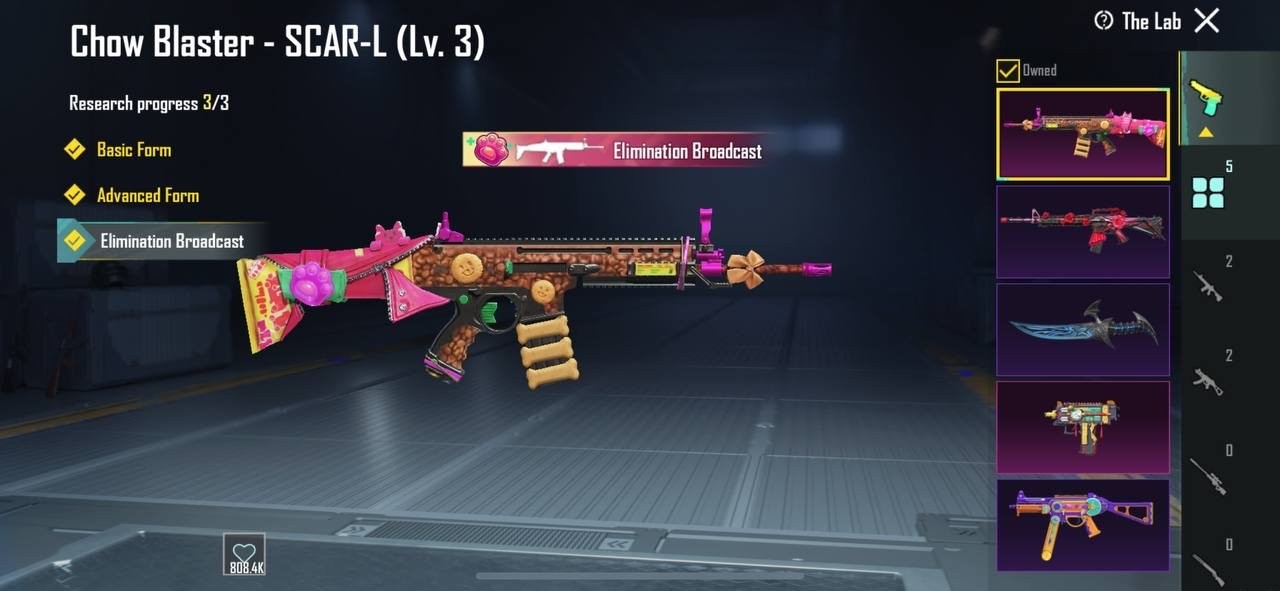 Chow Blaster - SCAR-L (Lv. 3)
The Lab
Research progress 3/3
Owned
Basic Form
Advanced Form
Elimination Broadcast
Elimination Broadcast
5
2
2
0
0
808.4K